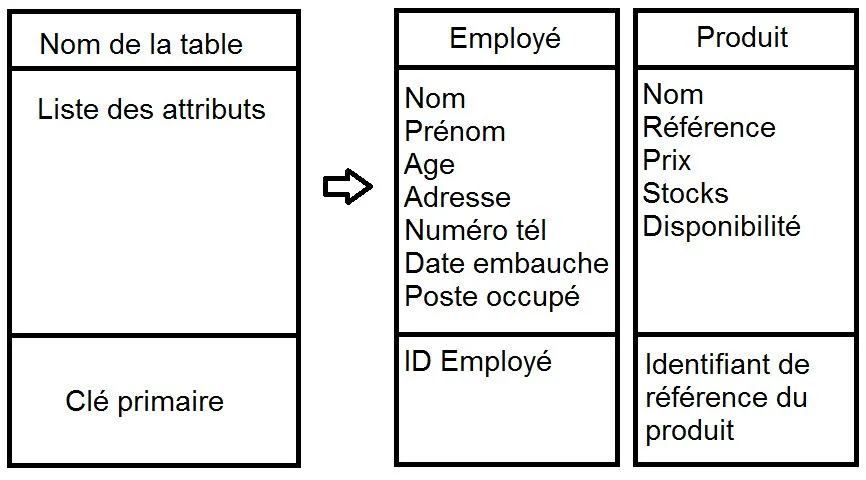 Nom de la table
Liste des attributs
Clé primaire
Employé
Nom
Prénom
Age
Adresse
Numéro tél
Date embauche
Poste occupé
ID Employé
Produit
Nom
Référence
Prix
Stocks
Disponibilité
Identifiant de
référence du
produit